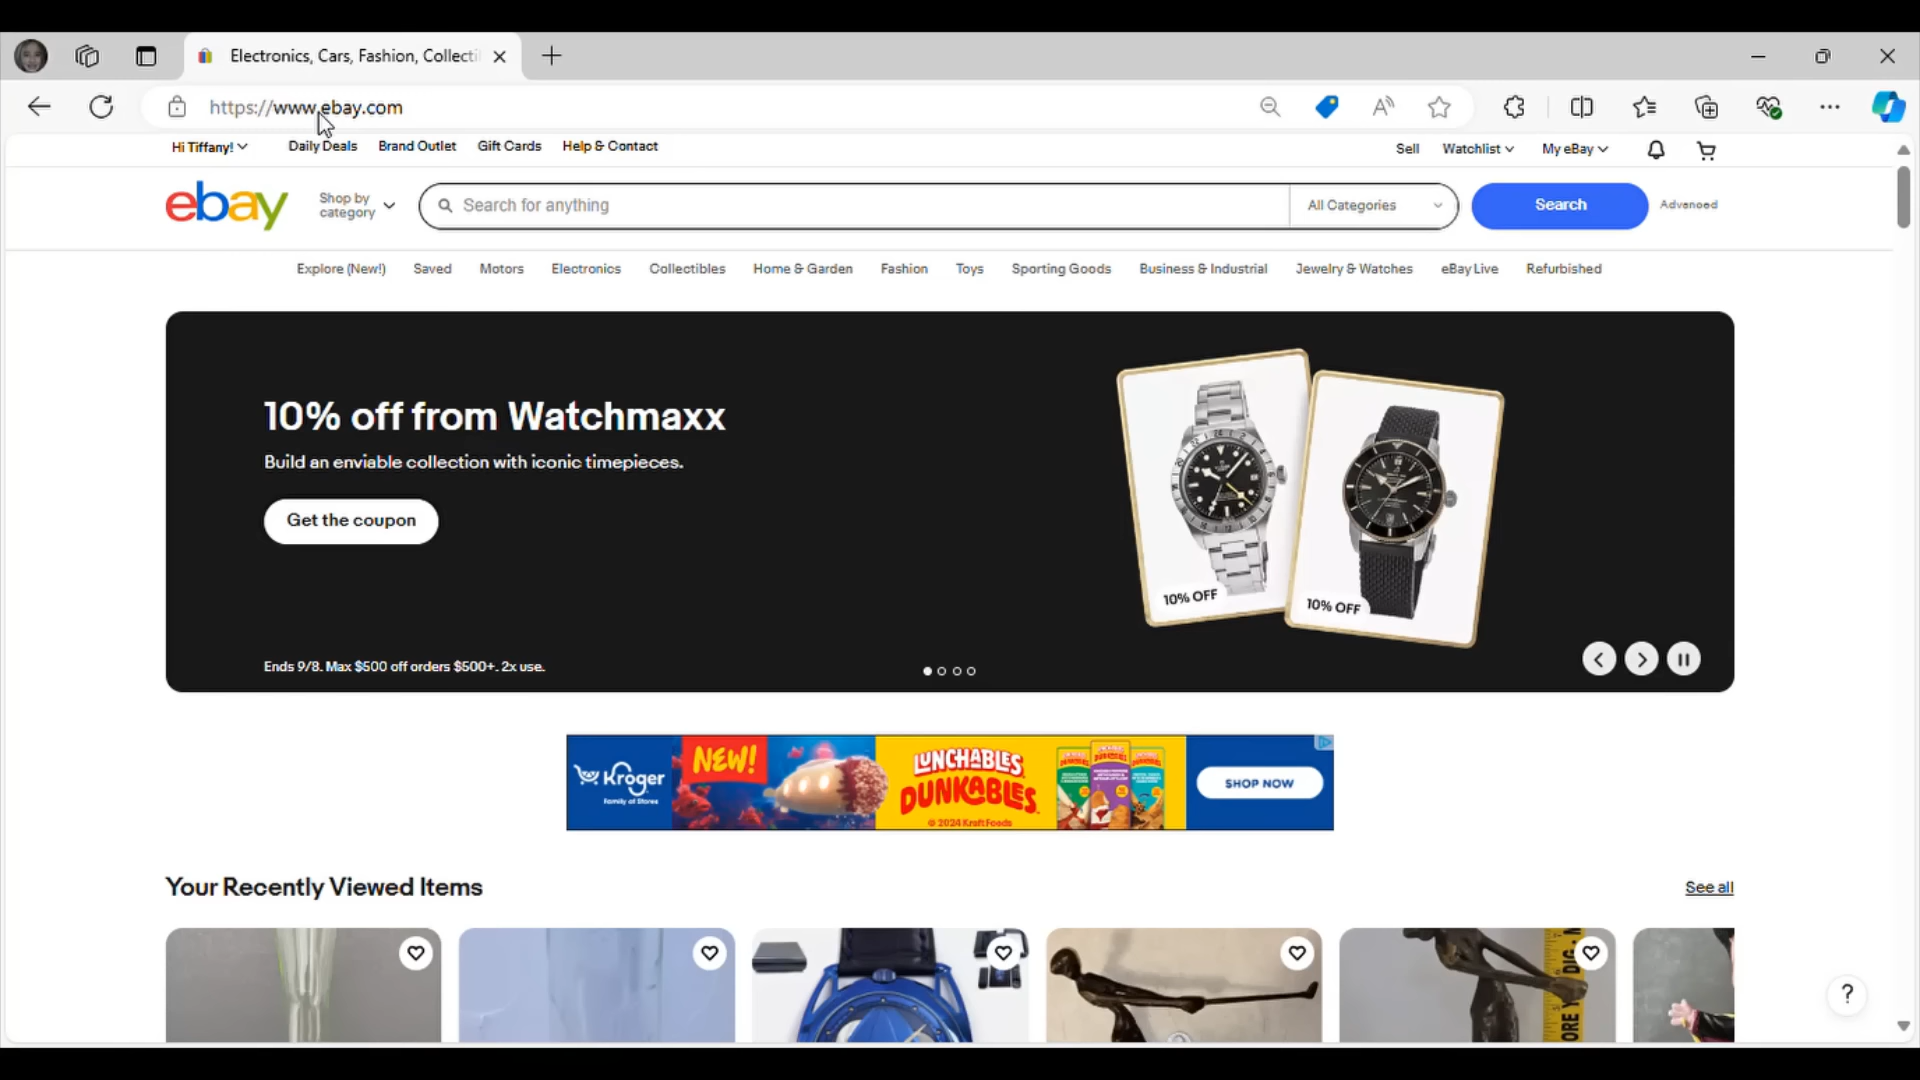 Electronics, Cars, Fashion, Collecti
https://www.ebay.com
Hi Tiffany! Daily Deals Brand Outlet Gift Cards Help & Contact Sell Watchlist My eBay
ebay Shop by category Search for anything All Categories Search Advanced
Explore (New!) Saved Motors Electronics Collectibles Home & Garden Fashion Toys Sporting Goods Business & Industrial Jewelry & Watches eBay Live Refurbished
10% off from Watchmaxx
Build an enviable collection with iconic timepieces.
Get the coupon
10% OFF
10% OFF
Ends 9/8. Max $500 off orders $500+. 2x use.
Kroger
Family of Stores
NEW!
LUNCHABLES
DUNKABLES
© 2024 Kraft Foods
SHOP NOW
Your Recently Viewed Items See all
ORE Y DIG. M
?